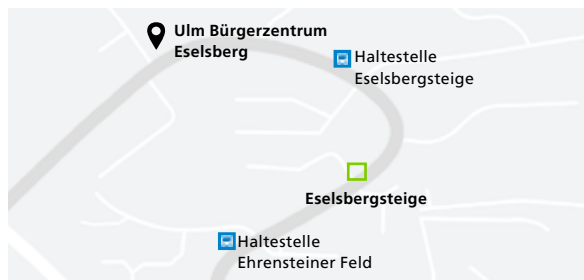 Ulm Bürgerzentrum
Eselsberg
Haltestelle
Eselsbergsteige
Eselsbergsteige
Haltestelle
Ehrensteiner Feld